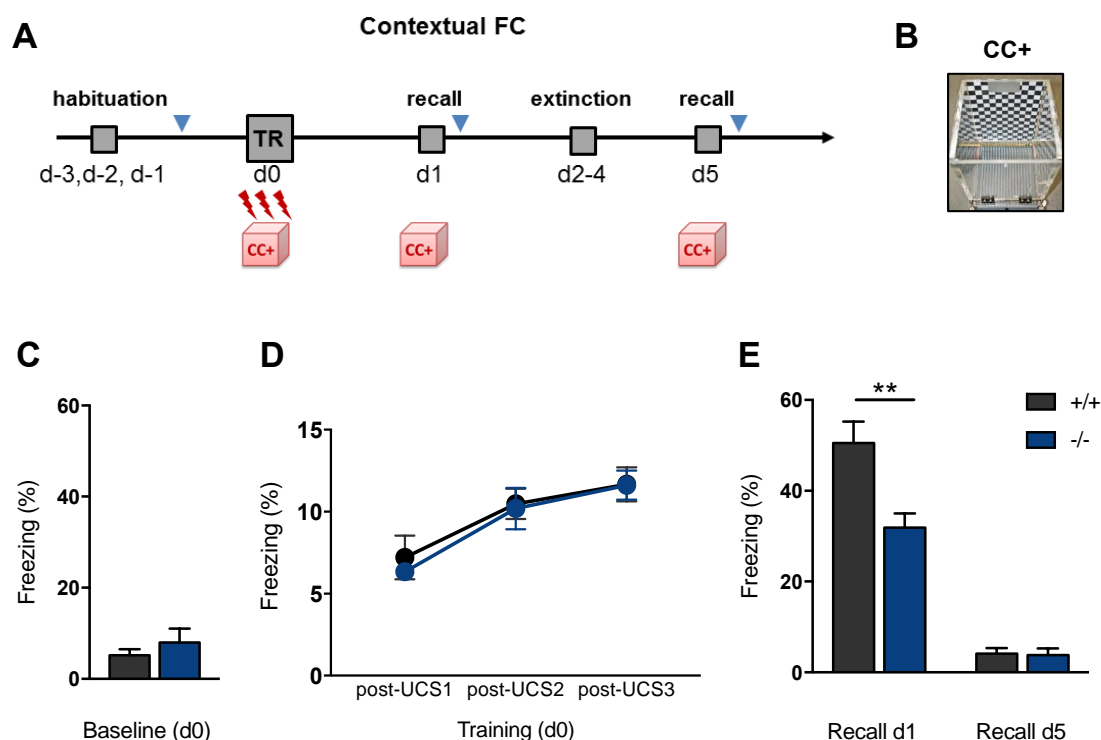 A
Contextual FC
B
CC+
habituation
recall
extinction
recall
TR
d-3,d-2, d-1
d0
d1
d2-4
d5
CC+
CC+
CC+
C
D
E
60
40
20
0
Freezing (%)
Baseline (d0)
15
10
5
0
Freezing (%)
post-UCS1
post-UCS2
post-UCS3
Training (d0)
60
40
20
0
Freezing (%)
**
+/+
-/-
Recall d1
Recall d5